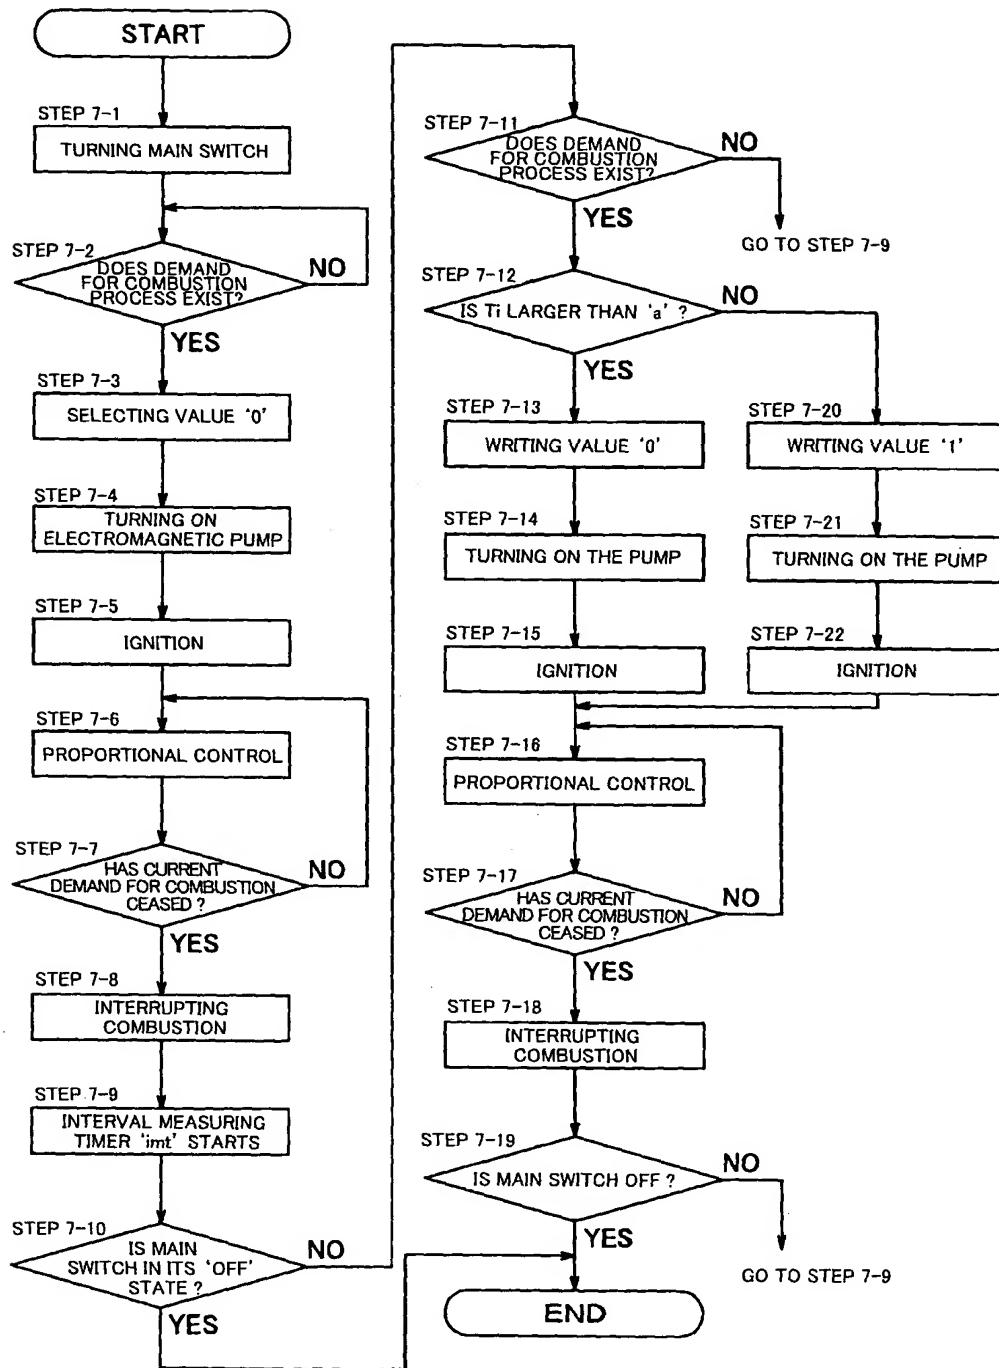 START
STEP 7-1
TURNING MAIN SWITCH
STEP 7-2
DOES DEMAND
FOR COMBUSTION
PROCESS EXIST?
NO
YES
STEP 7-3
SELECTING VALUE ‘0’
STEP 7-4
TURNING ON
ELECTROMAGNETIC PUMP
STEP 7-5
IGNITION
STEP 7-6
PROPORTIONAL CONTROL
STEP 7-7
HAS CURRENT
DEMAND FOR COMBUSTION
CEASED ?
NO
YES
STEP 7-8
INTERRUPTING
COMBUSTION
STEP 7-9
INTERVAL MEASURING
TIMER ‘imt’ STARTS
STEP 7-10
IS MAIN
SWITCH IN ITS ‘OFF’
STATE ?
NO
YES
STEP 7-11
DOES DEMAND
FOR COMBUSTION
PROCESS EXIST?
NO
YES
GO TO STEP 7-9
STEP 7-12
IS Ti LARGER THAN ‘a’ ?
NO
YES
STEP 7-13
WRITING VALUE ‘0’
STEP 7-14
TURNING ON THE PUMP
STEP 7-15
IGNITION
STEP 7-20
WRITING VALUE ‘1’
STEP 7-21
TURNING ON THE PUMP
STEP 7-22
IGNITION
STEP 7-16
PROPORTIONAL CONTROL
STEP 7-17
HAS CURRENT
DEMAND FOR COMBUSTION
CEASED ?
NO
YES
STEP 7-18
INTERRUPTING
COMBUSTION
STEP 7-19
IS MAIN SWITCH OFF ?
NO
YES
GO TO STEP 7-9
END